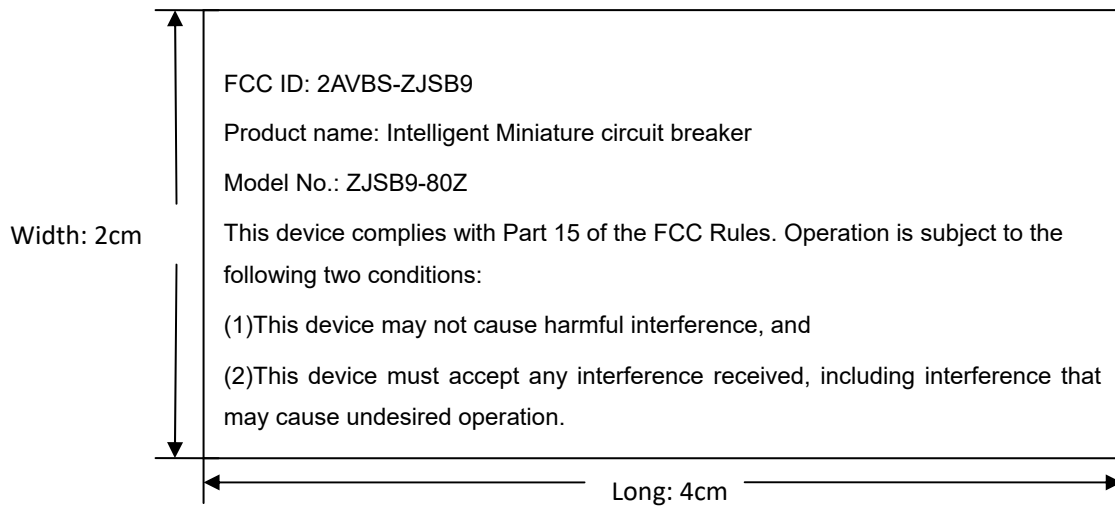 FCC ID: 2AVBS-ZJSB9
Product name: Intelligent Miniature circuit breaker
Model No.: ZJSB9-80Z
Width: 2cm
This device complies with Part 15 of the FCC Rules. Operation is subject to the
following two conditions:
(1)This device may not cause harmful interference, and
(2)This device must accept any interference received, including interference that
may cause undesired operation.
Long: 4cm